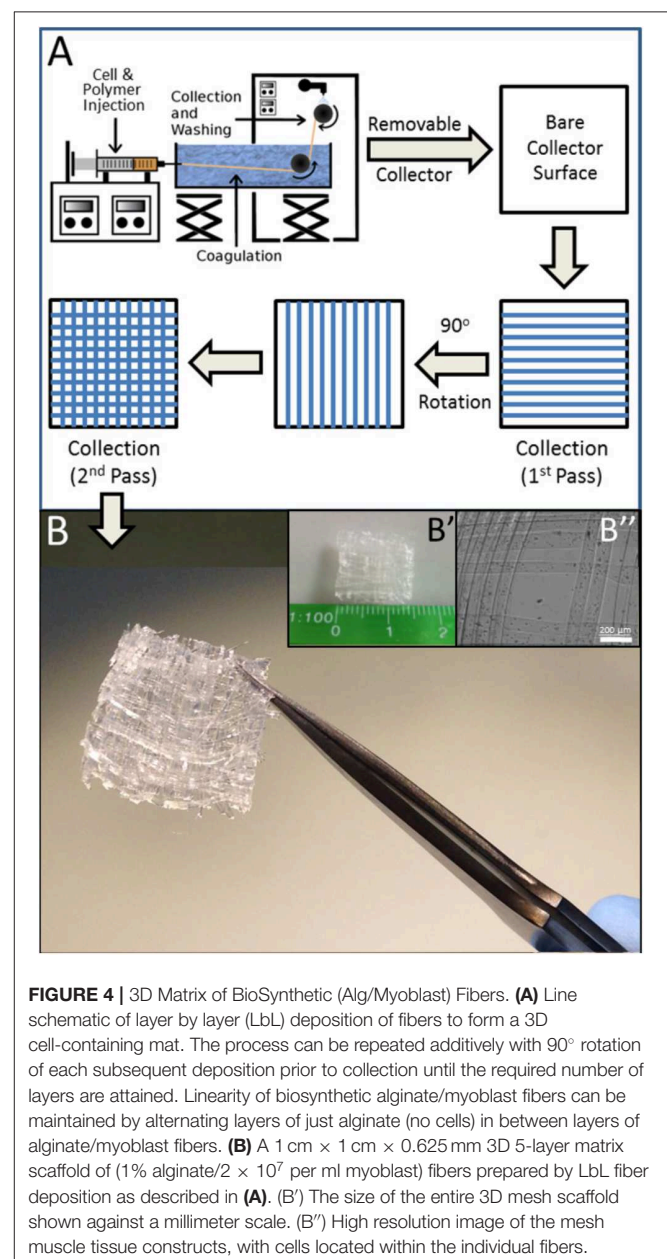 A
Cell &
Polymer
Injection
Collection
and
Washing
Coagulation
Removable
Collector
Bare
Collector
Surface
90°
Rotation
Collection
(2nd Pass)
Collection
(1st Pass)
B
B'
1:100
0 1 2
B''
200 µm
FIGURE 4 | 3D Matrix of BioSynthetic (Alg/Myoblast) Fibers. (A) Line
schematic of layer by layer (LbL) deposition of fibers to form a 3D
cell-containing mat. The process can be repeated additively with 90° rotation
of each subsequent deposition prior to collection until the required number of
layers are attained. Linearity of biosynthetic alginate/myoblast fibers can be
maintained by alternating layers of just alginate (no cells) in between layers of
alginate/myoblast fibers. (B) A 1 cm × 1 cm × 0.625 mm 3D 5-layer matrix
scaffold of (1% alginate/2 × 10⁷ per ml myoblast) fibers prepared by LbL fiber
deposition as described in (A). (B′) The size of the entire 3D mesh scaffold
shown against a millimeter scale. (B″) High resolution image of the mesh
muscle tissue constructs, with cells located within the individual fibers.